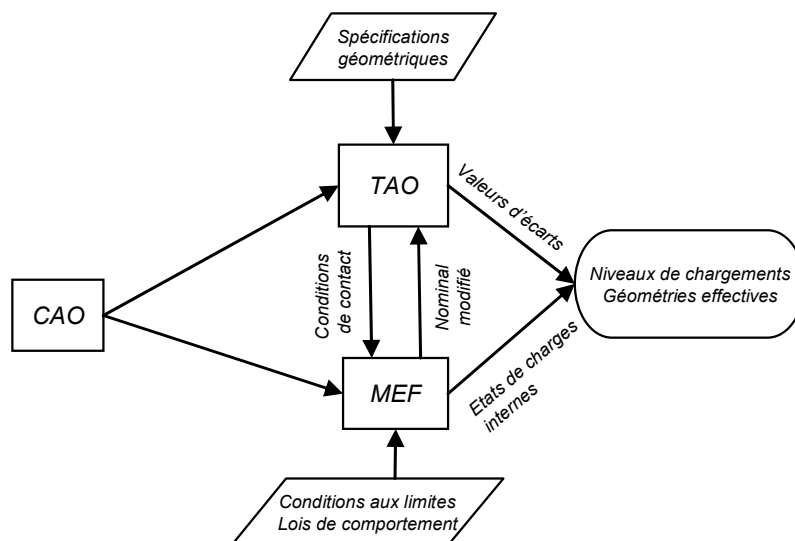 Spécifications
géométriques
TAO
Valeurs d'écarts
Conditions
de contact
Nominal
modifié
Niveaux de chargements
Géométries effectives
CAO
MEF
Etats de charges
internes
Conditions aux limites
Lois de comportement